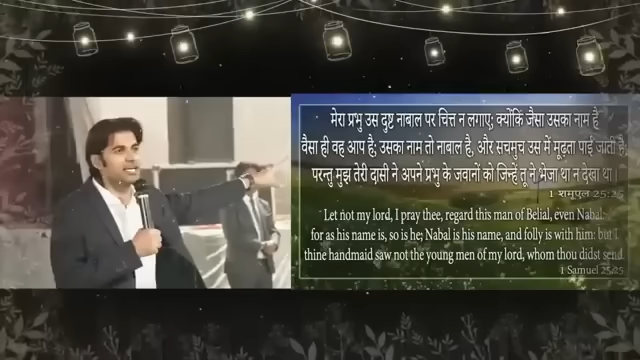 मेरा प्रभु उस दुष्ट नाबाल पर चित्त न लगाए; क्योंकि जैसा उसका नाम है
वैसा ही वह आप है; उसका नाम तो नाबाल है, और सचमुच उस में मूढ़ता पाई जाती है;
परन्तु मुझ तेरी दासी ने अपने प्रभु के जवानों को जिन्हें तू ने भेजा था न देखा था।
1 शमूएल 25:25
Let not my lord, I pray thee, regard this man of Belial, even Nabal:
for as his name is, so is he; Nabal is his name, and folly is with him: but I
thine handmaid saw not the young men of my lord, whom thou didst send.
1 Samuel 25:25